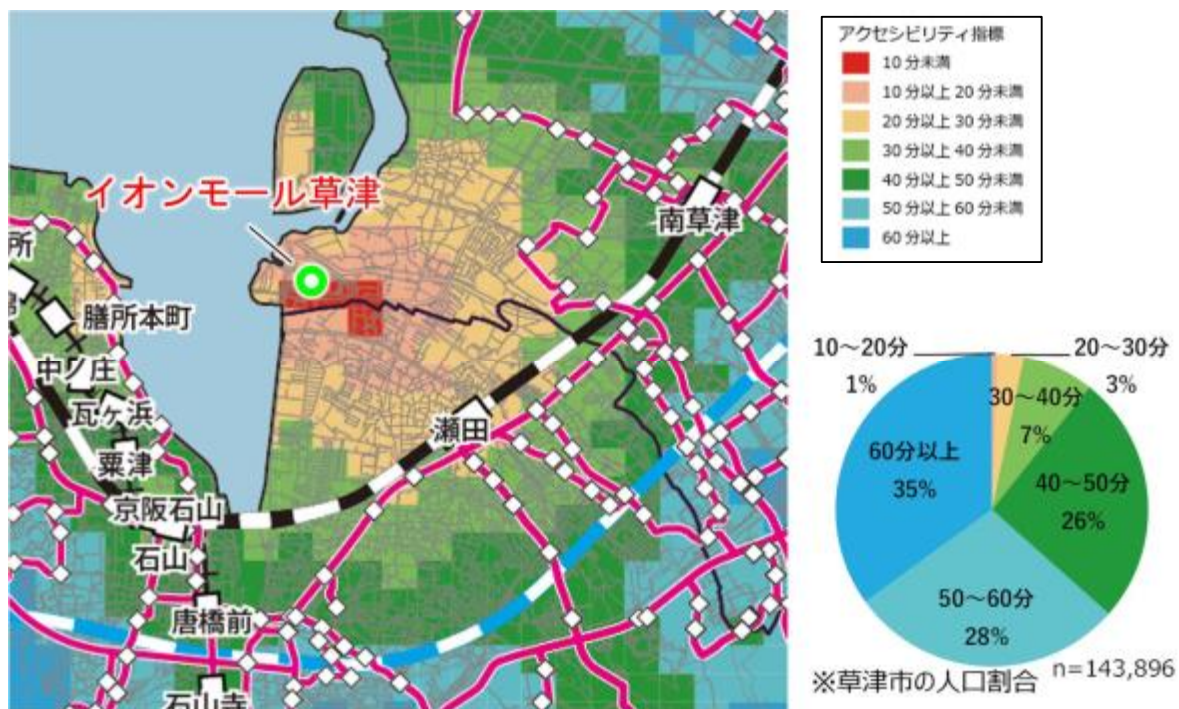 イオンモール草津
南草津
所
膳所本町
中ノ庄
瓦ヶ浜
粟津
京阪石山
石山
唐橋前
石山寺
瀬田
アクセシビリティ指標
10分未満
10分以上20分未満
20分以上30分未満
30分以上40分未満
40分以上50分未満
50分以上60分未満
60分以上
10～20分
1%
20～30分
3%
30～40分
7%
40～50分
26%
50～60分
28%
60分以上
35%
※草津市の人口割合
n=143,896